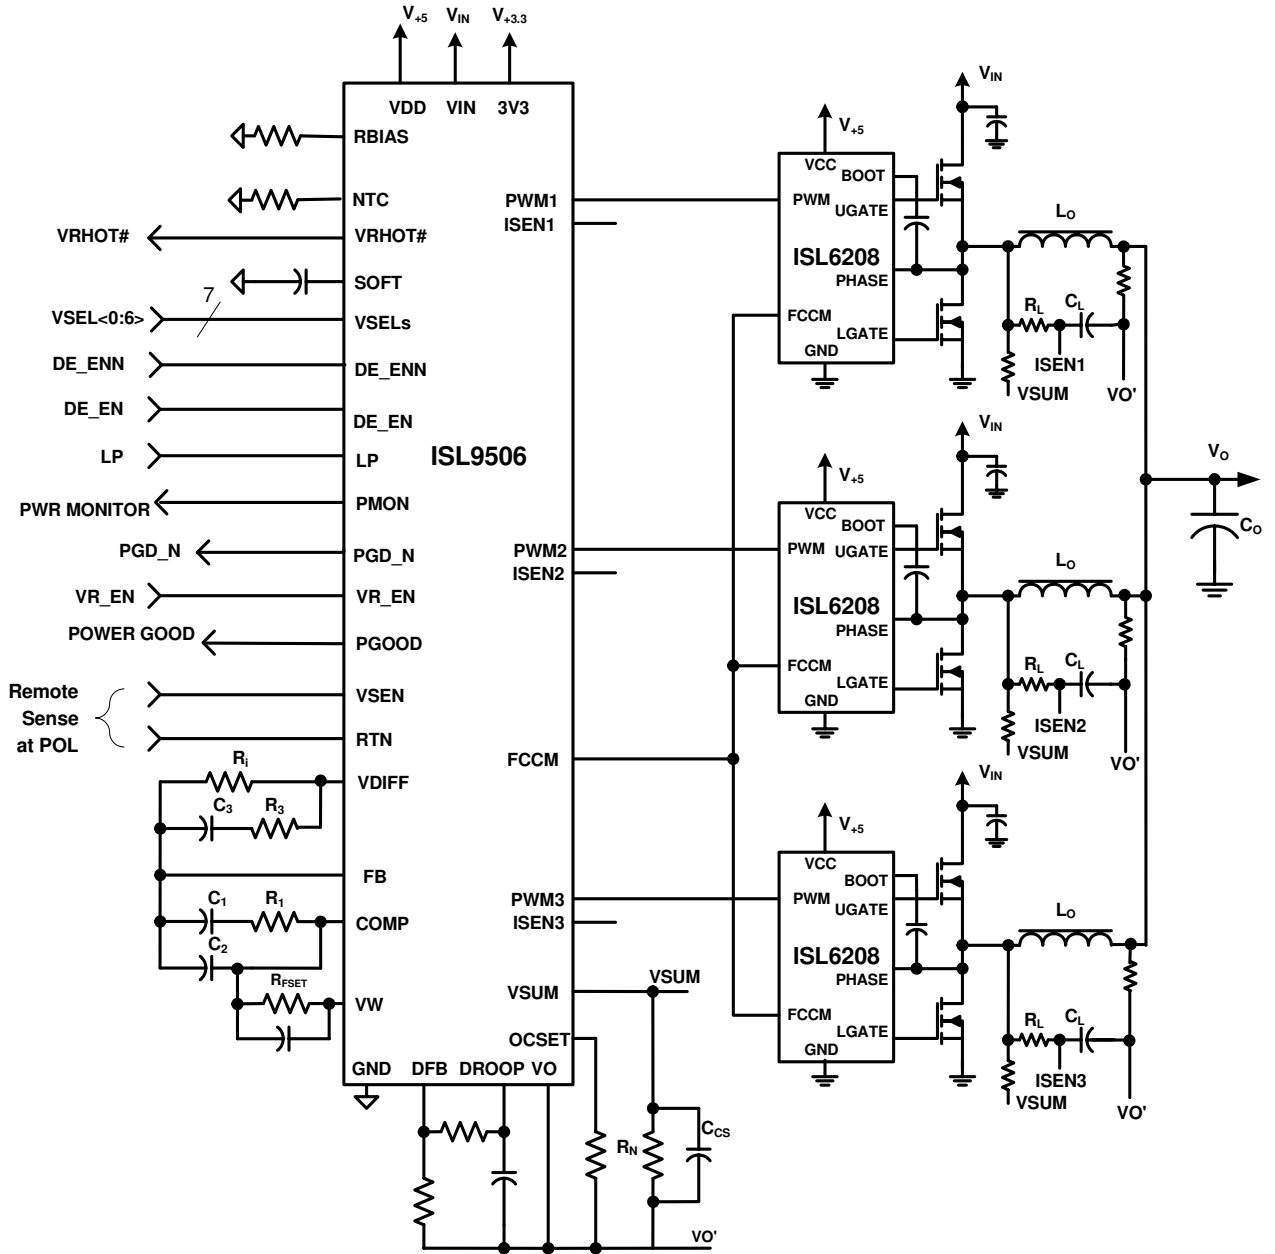 V+5
VIN
V+3.3
VDD
VIN
3V3
RBIAS
NTC
VRHOT#
VRHOT#
SOFT
7
VSEL<0:6>
VSELs
DE_ENN
DE_ENN
DE_EN
DE_EN
LP
LP
PWR MONITOR
PMON
PGD_N
PGD_N
VR_EN
VR_EN
POWER GOOD
PGOOD
Remote
Sense
at POL
VSEN
RTN
Ri
VDIFF
C3
R3
FB
C1
R1
COMP
C2
RFSET
VW
GND
DFB
DROOP
VO
ISL9506
PWM1
ISEN1
PWM2
ISEN2
FCCM
PWM3
ISEN3
VSUM
VSUM
OCSET
RN
CCS
VO'
V+5
VIN
VCC
BOOT
PWM
UGATE
ISL6208
PHASE
FCCM
LGATE
GND
LO
RL
CL
ISEN1
VSUM
VO'
V+5
VIN
VCC
BOOT
PWM
UGATE
ISL6208
PHASE
FCCM
LGATE
GND
LO
RL
CL
ISEN2
VSUM
VO'
VO
CO
V+5
VIN
VCC
BOOT
PWM
UGATE
ISL6208
PHASE
FCCM
LGATE
GND
LO
RL
CL
ISEN3
VSUM
VO'